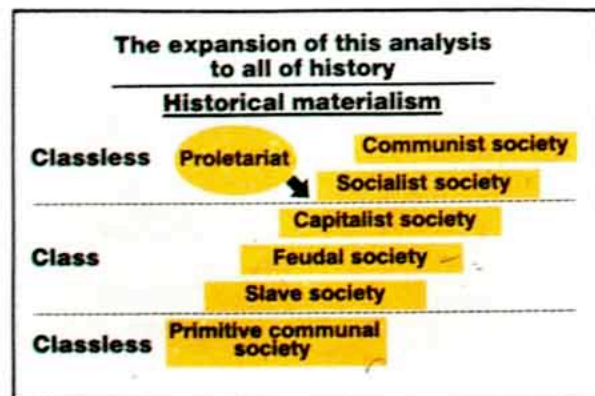 The expansion of this analysis
to all of history
Historical materialism
Classless
Proletariat
Communist society
Socialist society
Capitalist society
Class
Feudal society
Slave society
Classless
Primitive communal
society